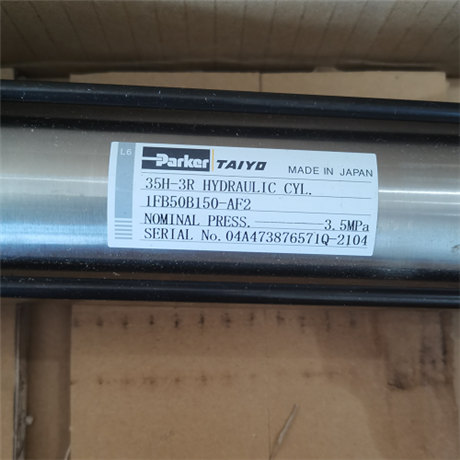 L6 Parker TAIYO MADE IN JAPAN
35H-3R HYDRAULIC CYL.
1FB50B150-AF2
NOMINAL PRESS. 3.5MPa
SERIAL No. 04A473876571Q-2104